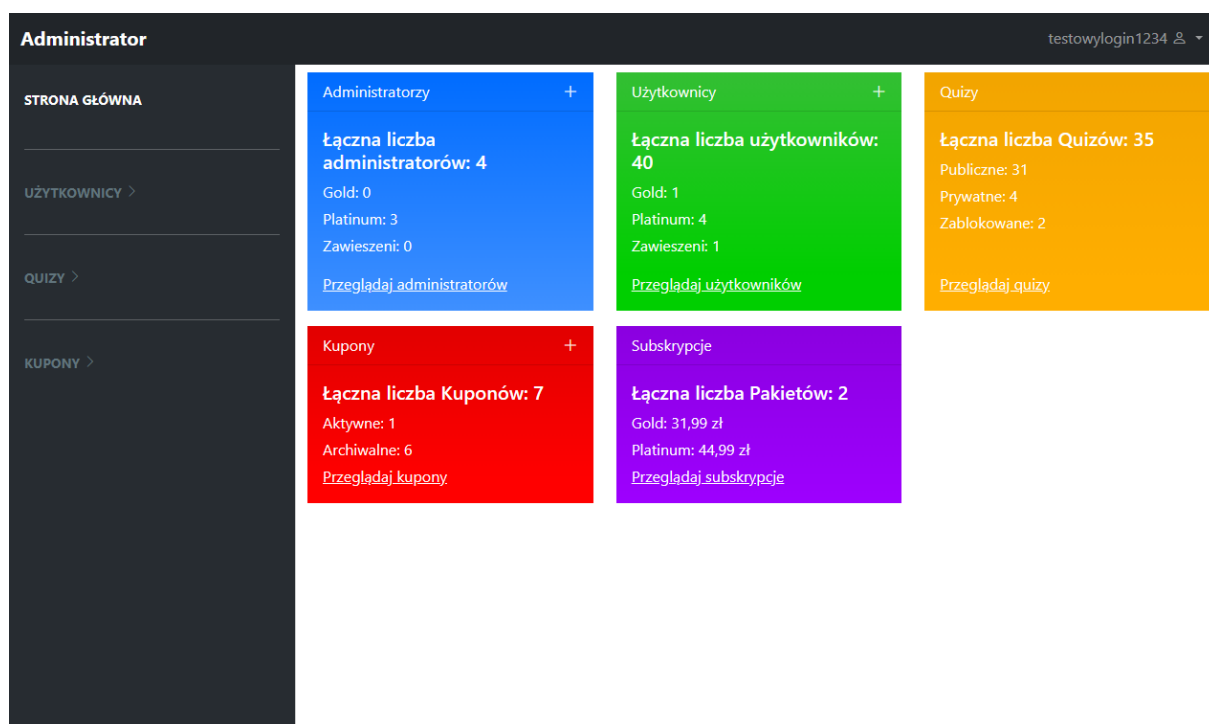 Administrator
testowylogin1234
STRONA GŁÓWNA
UŻYTKOWNICY
QUIZY
KUPONY
Administratorzy +
Łączna liczba
administratorów: 4
Gold: 0
Platinum: 3
Zawieszeni: 0
Przeglądaj administratorów
Użytkownicy +
Łączna liczba użytkowników:
40
Gold: 1
Platinum: 4
Zawieszeni: 1
Przeglądaj użytkowników
Quizy
Łączna liczba Quizów: 35
Publiczne: 31
Prywatne: 4
Zablokowane: 2
Przeglądaj quizy
Kupony +
Łączna liczba Kuponów: 7
Aktywne: 1
Archiwalne: 6
Przeglądaj kupony
Subskrypcje
Łączna liczba Pakietów: 2
Gold: 31,99 zł
Platinum: 44,99 zł
Przeglądaj subskrypcje